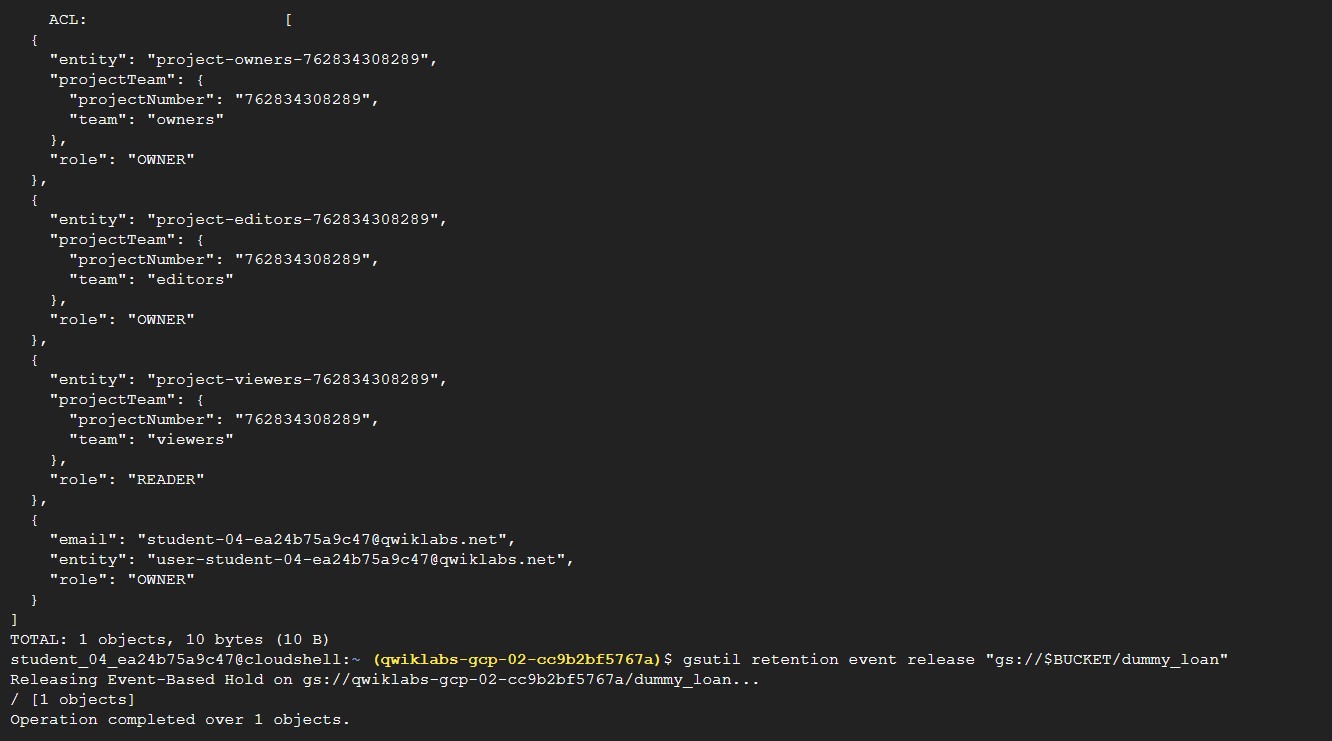 ACL:                    [
  {
    "entity": "project-owners-762834308289",
    "projectTeam": {
      "projectNumber": "762834308289",
      "team": "owners"
    },
    "role": "OWNER"
  },
  {
    "entity": "project-editors-762834308289",
    "projectTeam": {
      "projectNumber": "762834308289",
      "team": "editors"
    },
    "role": "OWNER"
  },
  {
    "entity": "project-viewers-762834308289",
    "projectTeam": {
      "projectNumber": "762834308289",
      "team": "viewers"
    },
    "role": "READER"
  },
  {
    "email": "student-04-ea24b75a9c47@qwiklabs.net",
    "entity": "user-student-04-ea24b75a9c47@qwiklabs.net",
    "role": "OWNER"
  }
]
TOTAL: 1 objects, 10 bytes (10 B)
student_04_ea24b75a9c47@cloudshell:~ (qwiklabs-gcp-02-cc9b2bf5767a)$ gsutil retention event release "gs://$BUCKET/dummy_loan"
Releasing Event-Based Hold on gs://qwiklabs-gcp-02-cc9b2bf5767a/dummy_loan...
/ [1 objects]
Operation completed over 1 objects.